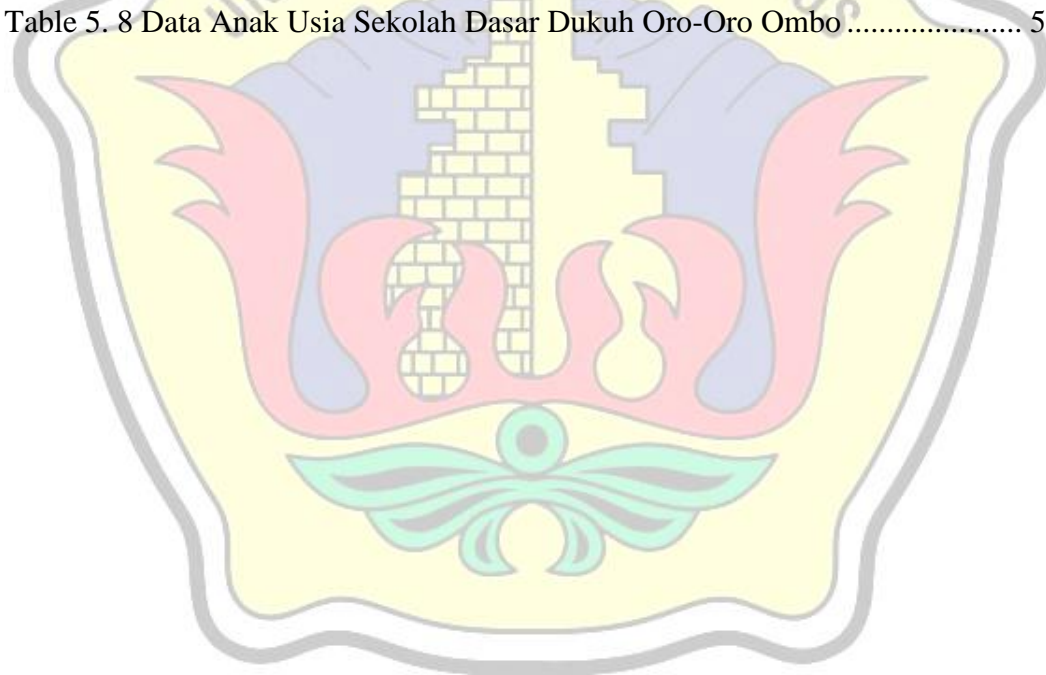 Table 5. 8 Data Anak Usia Sekolah Dasar Dukuh Oro-Oro Ombo ...................... 5